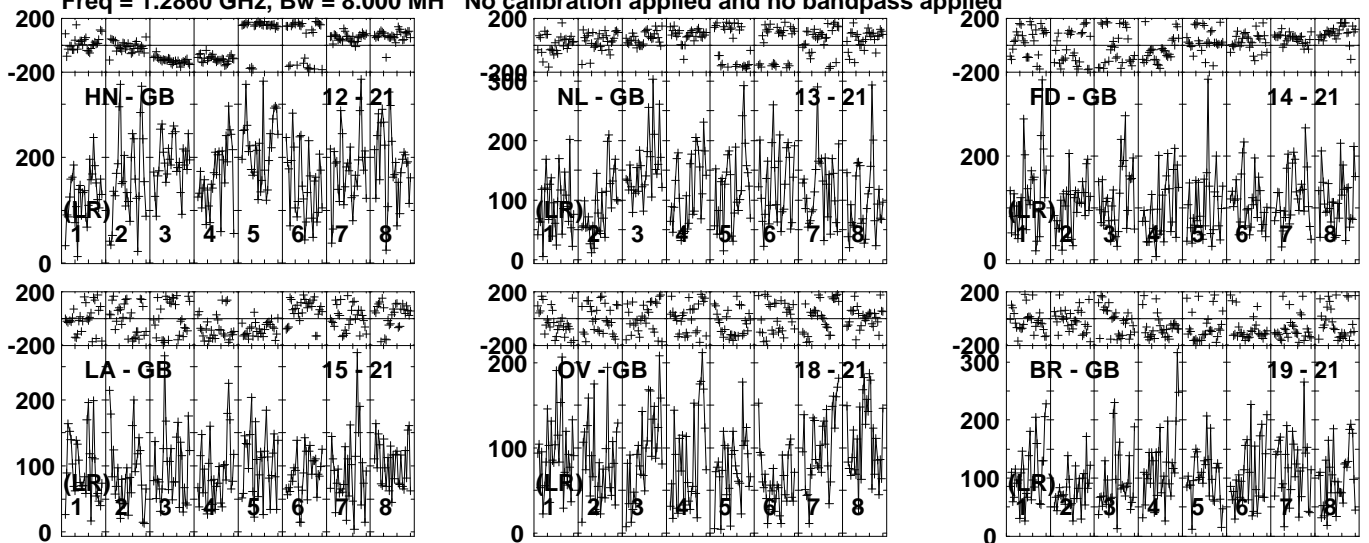 Freq = 1.2860 GHz, Bw = 8.000 MH No calibration applied and no bandpass applied
200
-200
HN - GB 12 - 21
200
(LR)
1 2 3 4 5 6 7 8
0
200
-200
300
NL - GB 13 - 21
200
100
(LR)
1 2 3 4 5 6 7 8
0
200
-200
FD - GB 14 - 21
200
(LR)
1 2 3 4 5 6 7 8
0
200
-200
LA - GB 15 - 21
200
100
(LR)
1 2 3 4 5 6 7 8
0
200
-200
200
OV - GB 18 - 21
100
(LR)
1 2 3 4 5 6 7 8
0
200
-200
300
BR - GB 19 - 21
200
100
(LR)
1 2 3 4 5 6 7 8
0